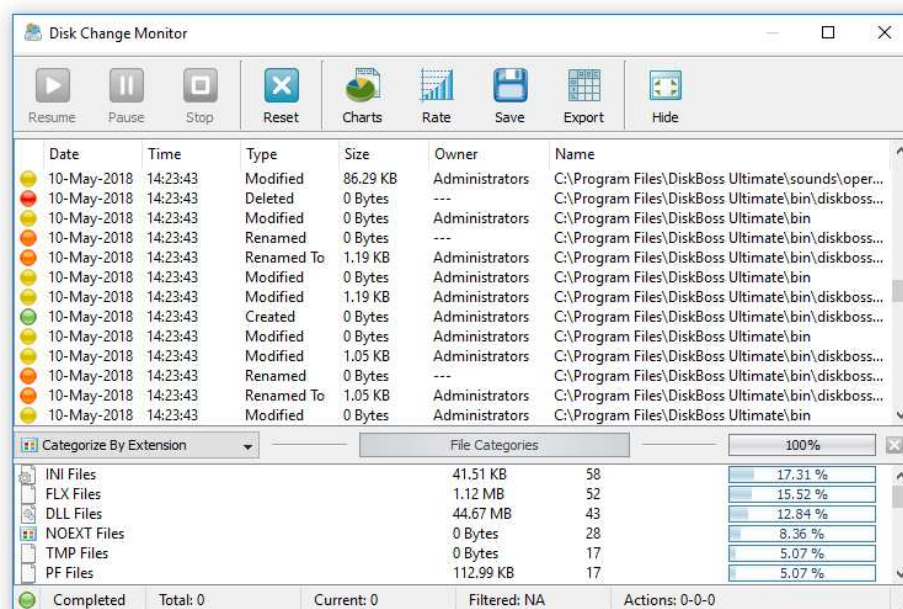 Disk Change Monitor
Resume Pause Stop Reset Charts Rate Save Export Hide
Date Time Type Size Owner Name
10-May-2018 14:23:43 Modified 86.29 KB Administrators C:\Program Files\DiskBoss Ultimate\sounds\oper...
10-May-2018 14:23:43 Deleted 0 Bytes --- C:\Program Files\DiskBoss Ultimate\bin\diskboss...
10-May-2018 14:23:43 Modified 0 Bytes Administrators C:\Program Files\DiskBoss Ultimate\bin
10-May-2018 14:23:43 Renamed 0 Bytes --- C:\Program Files\DiskBoss Ultimate\bin\diskboss...
10-May-2018 14:23:43 Renamed To 1.19 KB Administrators C:\Program Files\DiskBoss Ultimate\bin\diskboss...
10-May-2018 14:23:43 Modified 0 Bytes Administrators C:\Program Files\DiskBoss Ultimate\bin
10-May-2018 14:23:43 Modified 1.19 KB Administrators C:\Program Files\DiskBoss Ultimate\bin\diskboss...
10-May-2018 14:23:43 Created 0 Bytes Administrators C:\Program Files\DiskBoss Ultimate\bin\diskboss...
10-May-2018 14:23:43 Modified 0 Bytes Administrators C:\Program Files\DiskBoss Ultimate\bin
10-May-2018 14:23:43 Modified 1.05 KB Administrators C:\Program Files\DiskBoss Ultimate\bin\diskboss...
10-May-2018 14:23:43 Renamed 0 Bytes --- C:\Program Files\DiskBoss Ultimate\bin\diskboss...
10-May-2018 14:23:43 Renamed To 1.05 KB Administrators C:\Program Files\DiskBoss Ultimate\bin\diskboss...
10-May-2018 14:23:43 Modified 0 Bytes Administrators C:\Program Files\DiskBoss Ultimate\bin
Categorize By Extension File Categories 100%
INI Files 41.51 KB 58 17.31 %
FLX Files 1.12 MB 52 15.52 %
DLL Files 44.67 MB 43 12.84 %
NOEXT Files 0 Bytes 28 8.36 %
TMP Files 0 Bytes 17 5.07 %
PF Files 112.99 KB 17 5.07 %
Completed Total: 0 Current: 0 Filtered: NA Actions: 0-0-0